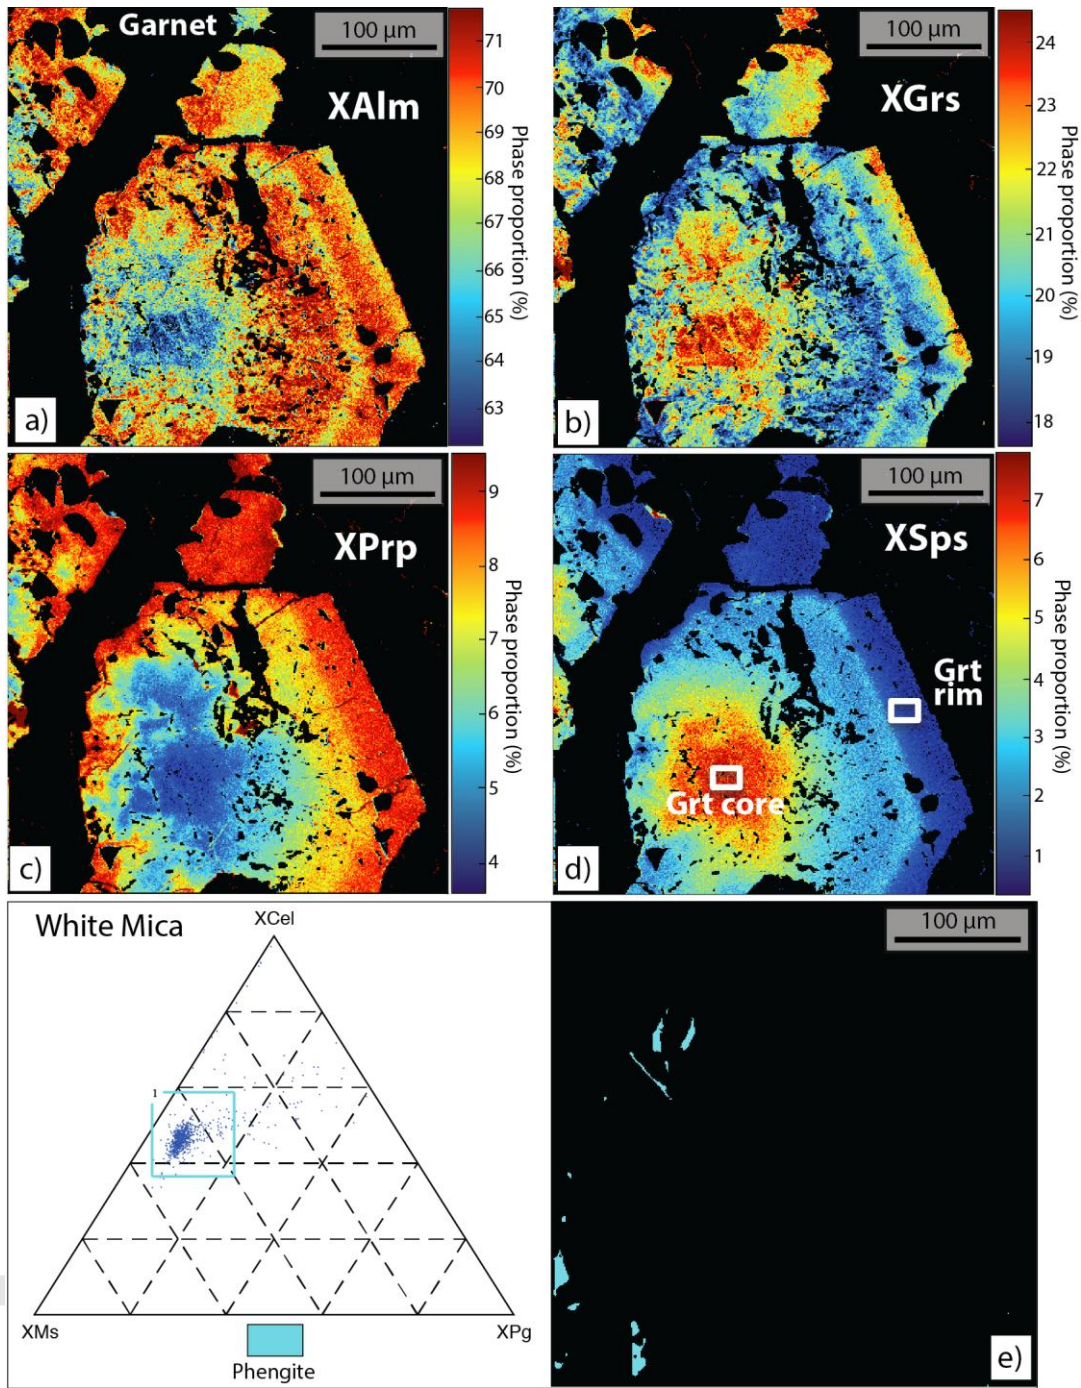 Garnet
100 µm
XAlm
a)
71
70
69
68
67
66
65
64
63
Phase proportion (%)
100 µm
XGrs
b)
24
23
22
21
20
19
18
Phase proportion (%)
100 µm
XPrp
c)
9
8
7
6
5
4
Phase proportion (%)
100 µm
XSps
Grt
rim
Grt core
d)
7
6
5
4
3
2
1
Phase proportion (%)
White Mica
XCel
1
XMs
XPg
Phengite
100 µm
e)